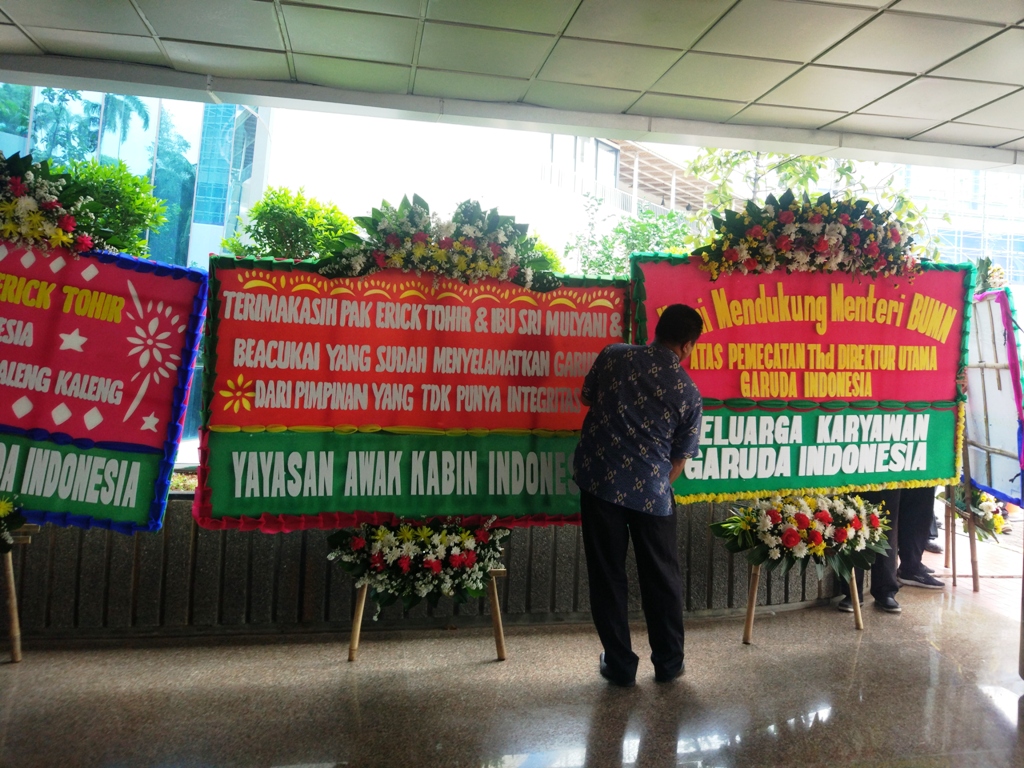 ERICK TOHIR
ESIA
ALENG KALENG
DA INDONESIA
TERIMAKASIH PAK ERICK TOHIR & IBU SRI MULYANI &
BEACUKAI YANG SUDAH MENYELAMATKAN GARU
DARI PIMPINAN YANG TDK PUNYA INTEGRITAS
YAYASAN AWAK KABIN INDONES
Mendukung Menteri BUMN
ATAS PEMECATAN Thd DIREKTUR UTAMA
GARUDA INDONESIA
KELUARGA KARYAWAN
GARUDA INDONESIA